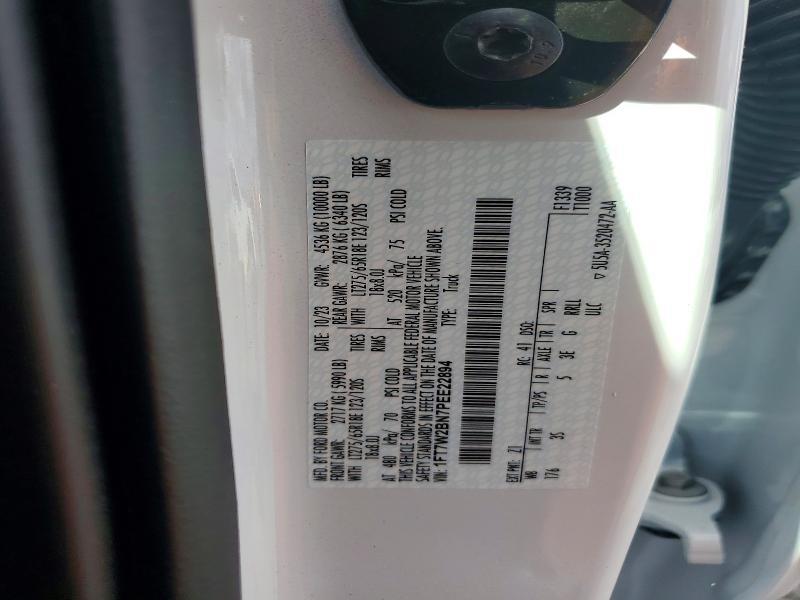 MFD. BY FORD MOTOR CO.
DATE: 10/23 GVWR: 4536 KG (10000 LB)
FRONT GAWR: 2717 KG (5990 LB) REAR GAWR: 2876 KG (6340 LB)
LT275/65R18E 123/120S TIRES WITH LT275/65R18E 123/120S TIRES
18x8.0J RIMS 18x8.0J RIMS
AT 480 kPa/ 70 PSI COLD AT 520 kPa/ 75 PSI COLD
THIS VEHICLE CONFORMS TO ALL APPLICABLE FEDERAL MOTOR VEHICLE
SAFETY STANDARDS IN EFFECT ON THE DATE OF MANUFACTURE SHOWN ABOVE.
VIN: 1FT7W2BN7PEE22894 TYPE: Truck
EXT PNT: Z1 RC: 41 DSO: F1339
WB INT TR TP/PS R AXLE TR SPR T1000
176 3S 5 3E G RRLL
ULC ▽5U5A-3520472-AA
10.9